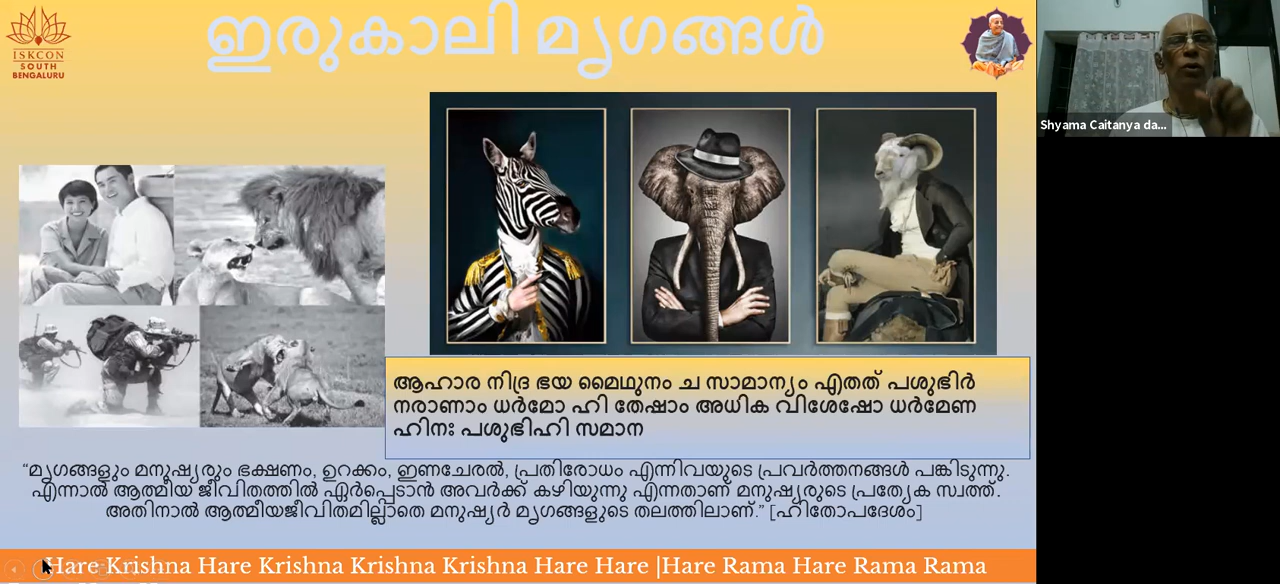 ISKCON
SOUTH
BENGALURU
ഇരുകാലി മൃഗങ്ങൾ
Shyama Caitanya da...
ആഹാര നിദ്ര ഭയ മൈഥുനം ച സാമാന്യം എതത് പശുഭിർ
നരാണാം ധർമോ ഹി തേഷാം അധിക വിശേഷോ ധർമേണ
ഹിനഃ പശുഭിഹി സമാന
“മൃഗങ്ങളും മനുഷ്യരും ഭക്ഷണം, ഉറക്കം, ഇണചേരൽ, പ്രതിരോധം എന്നിവയുടെ പ്രവർത്തനങ്ങൾ പങ്കിടുന്നു.
എന്നാൽ ആത്മീയ ജീവിതത്തിൽ ഏർപ്പെടാൻ അവർക്ക് കഴിയുന്നു എന്നതാണ് മനുഷ്യരുടെ പ്രത്യേക സ്വത്ത്.
അതിനാൽ ആത്മീയജീവിതമില്ലാതെ മനുഷ്യർ മൃഗങ്ങളുടെ തലത്തിലാണ്.” [ഹിതോപദേശം]
Hare Krishna Hare Krishna Krishna Krishna Hare Hare |Hare Rama Hare Rama Rama